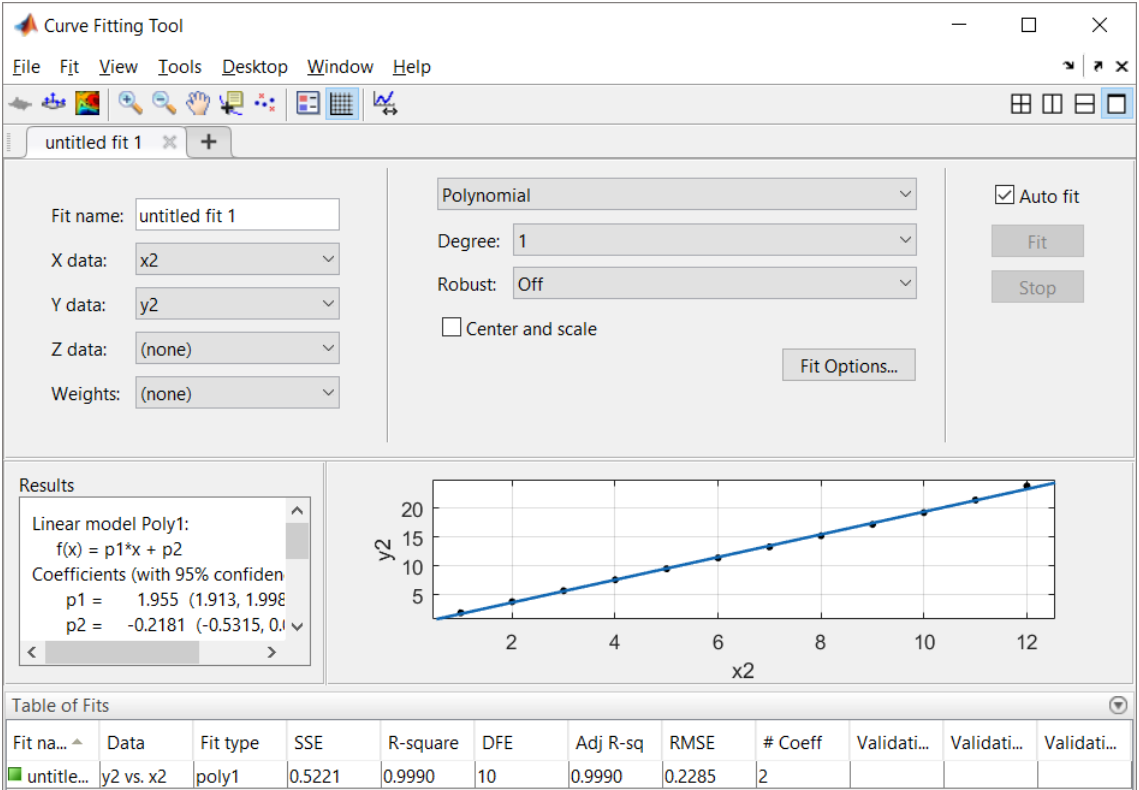 Curve Fitting Tool
File Fit View Tools Desktop Window Help
untitled fit 1
Fit name: untitled fit 1
X data: x2
Y data: y2
Z data: (none)
Weights: (none)
Polynomial
Degree: 1
Robust: Off
Center and scale
Fit Options...
Auto fit
Fit
Stop
Results
Linear model Poly1:
f(x) = p1*x + p2
Coefficients (with 95% confiden
p1 = 1.955 (1.913, 1.998
p2 = -0.2181 (-0.5315, 0.
20
15
10
5
y2
2 4 6 8 10 12
x2
Table of Fits
Fit na... Data Fit type SSE R-square DFE Adj R-sq RMSE # Coeff Validati... Validati... Validati...
untitle... y2 vs. x2 poly1 0.5221 0.9990 10 0.9990 0.2285 2